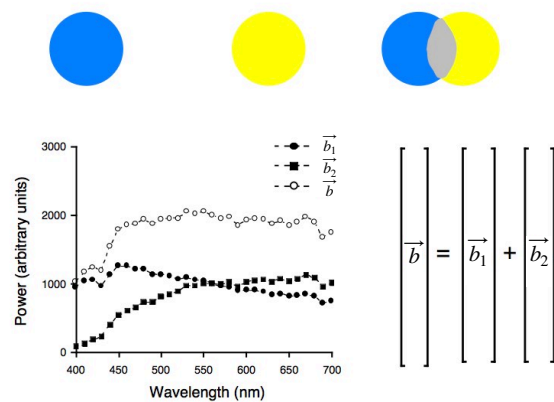 b₁
b₂
b
3000
2000
1000
0
Power (arbitrary units)
400 450 500 550 600 650 700
Wavelength (nm)
b = b₁ + b₂